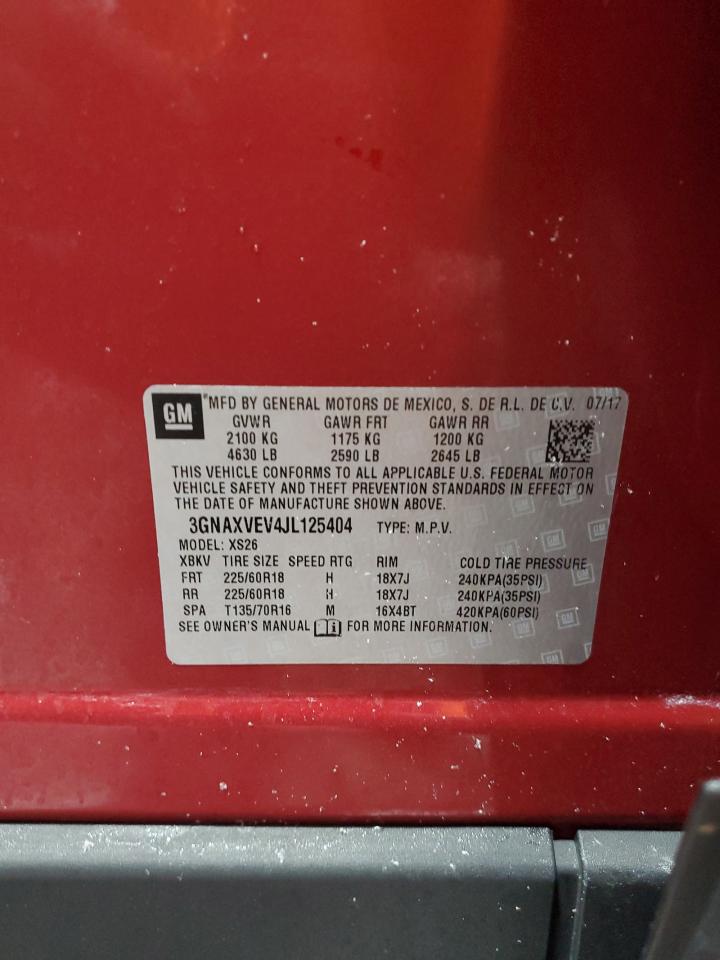 GM
MFD BY GENERAL MOTORS DE MEXICO, S. DE R.L. DE C.V. 07/17
GVWR GAWR FRT GAWR RR
2100 KG 1175 KG 1200 KG
4630 LB 2590 LB 2645 LB
THIS VEHICLE CONFORMS TO ALL APPLICABLE U.S. FEDERAL MOTOR
VEHICLE SAFETY AND THEFT PREVENTION STANDARDS IN EFFECT ON
THE DATE OF MANUFACTURE SHOWN ABOVE.
3GNAXVEV4JL125404 TYPE: M.P.V.
MODEL: XS26
XBKV TIRE SIZE SPEED RTG RIM COLD TIRE PRESSURE
FRT 225/60R18 H 18X7J 240KPA(35PSI)
RR 225/60R18 H 18X7J 240KPA(35PSI)
SPA T135/70R16 M 16X4BT 420KPA(60PSI)
SEE OWNER'S MANUAL FOR MORE INFORMATION.